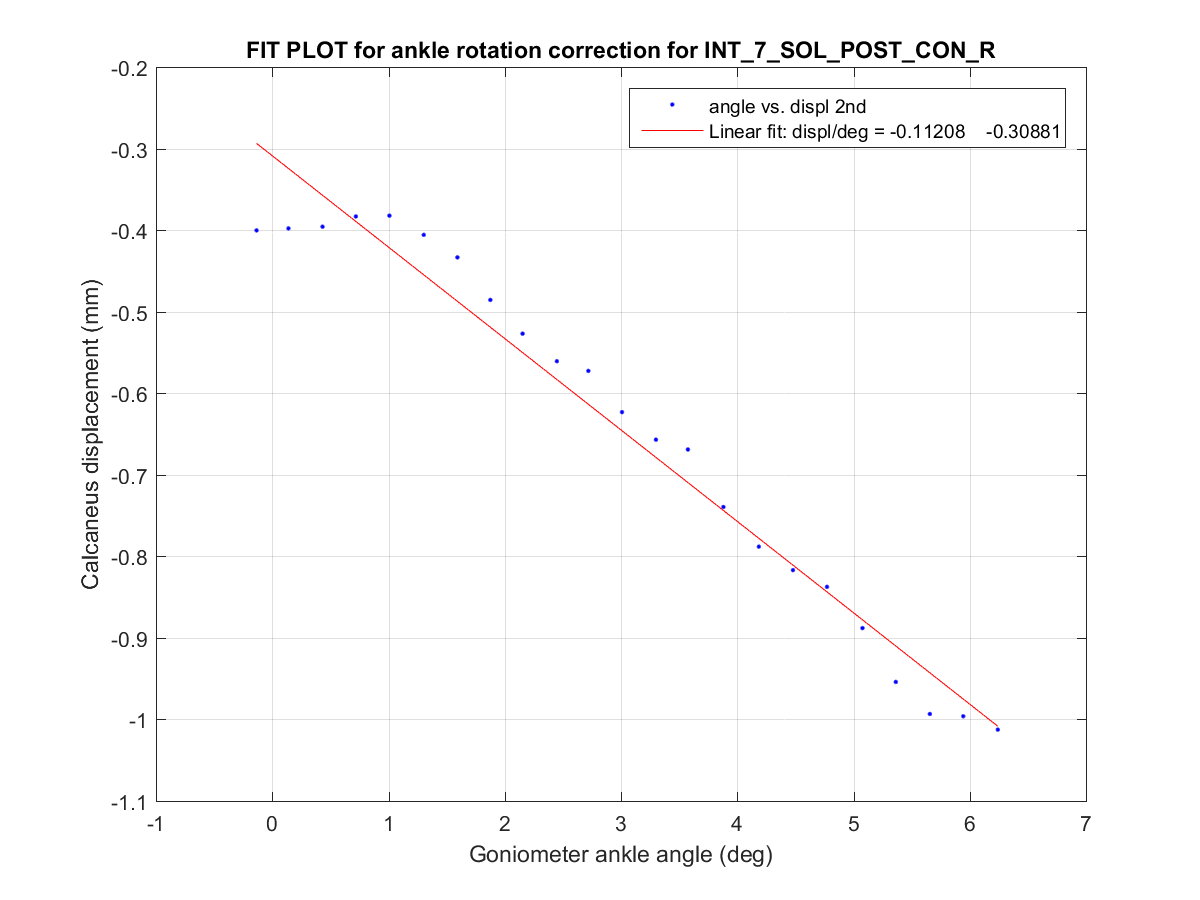 FIT PLOT for ankle rotation correction for INT_7_SOL_POST_CON_R
angle vs. displ 2nd
Linear fit: displ/deg = -0.11208    -0.30881
-0.2
-0.3
-0.4
-0.5
-0.6
-0.7
-0.8
-0.9
-1
-1.1
Calcaneus displacement (mm)
-1 0 1 2 3 4 5 6 7
Goniometer ankle angle (deg)